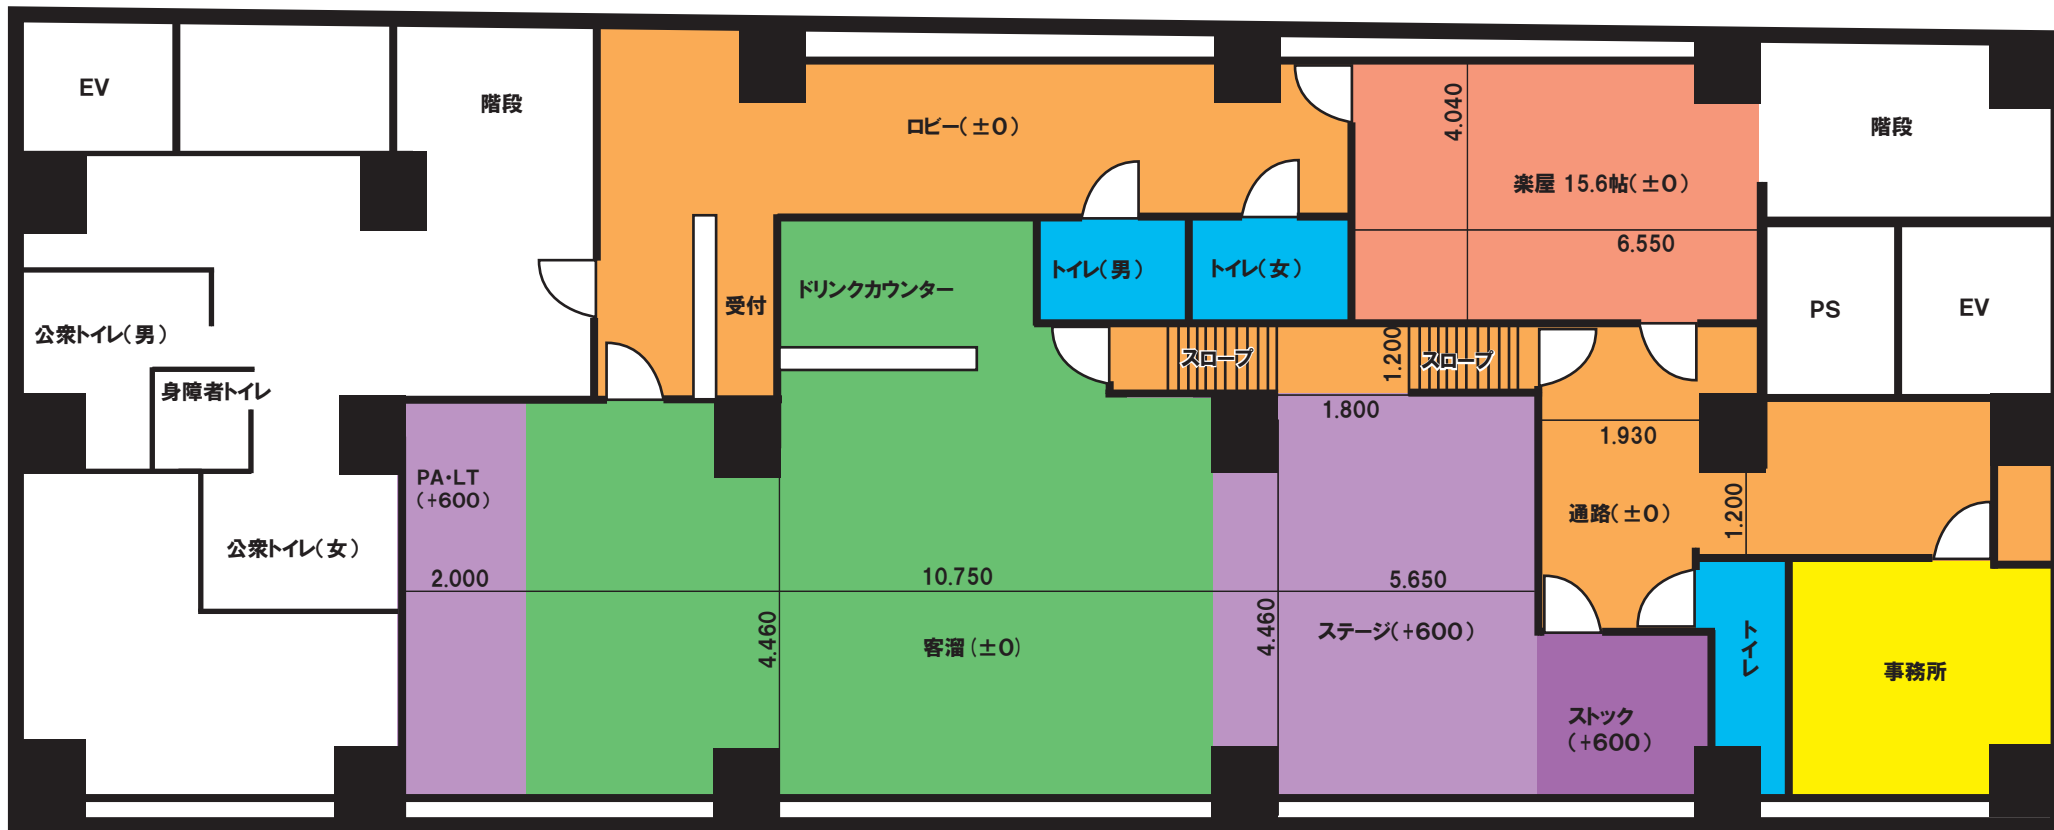 EV
階段
ロビー(±0)
4.040
楽屋 15.6帖(±0)
6.550
階段
公衆トイレ(男)
身障者トイレ
公衆トイレ(女)
受付
ドリンクカウンター
トイレ(男)
トイレ(女)
PS
EV
スロープ
1.200
スロープ
1.800
1.930
PA・LT
(+600)
2.000
10.750
4.460
客溜(±0)
4.460
5.650
ステージ(+600)
通路(±0)
1.200
ストック
(+600)
トイレ
事務所